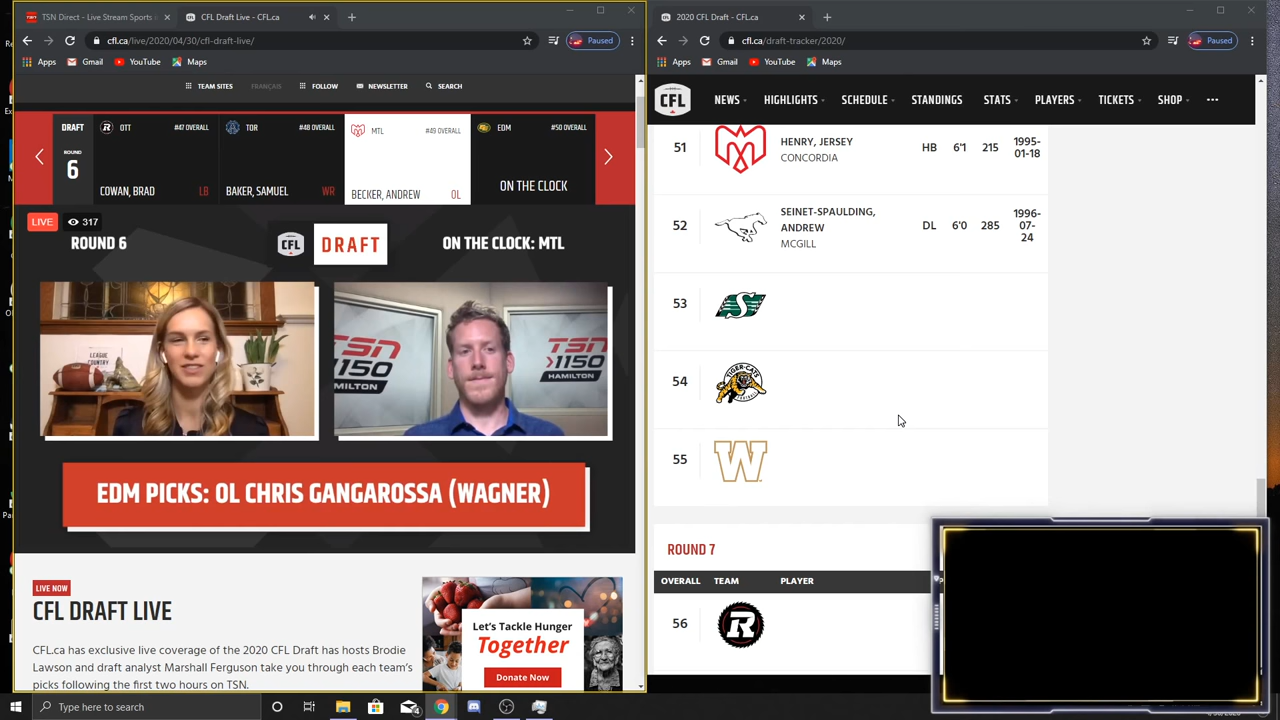 TSN Direct - Live Stream Sports
CFL Draft Live - CFL.ca
cfl.ca/live/2020/04/30/cfl-draft-live/
Paused
Apps
Gmail
YouTube
Maps
TEAM SITES
FRANÇAIS
FOLLOW
NEWSLETTER
SEARCH
DRAFT
ROUND
6
OTT
#47 OVERALL
COWAN, BRAD
LB
TOR
#48 OVERALL
BAKER, SAMUEL
WR
MTL
#49 OVERALL
BECKER, ANDREW
OL
EDM
#50 OVERALL
ON THE CLOCK
LIVE
317
ROUND 6
CFL
DRAFT
ON THE CLOCK: MTL
LEAGUE
COUNTRY
TSN
1150
HAMILTON
TSN
1150
HAMILTON
EDM PICKS: OL CHRIS GANGAROSSA (WAGNER)
LIVE NOW
CFL DRAFT LIVE
CFL.ca has exclusive live coverage of the 2020 CFL Draft has hosts Brodie
Lawson and draft analyst Marshall Ferguson take you through each team's
picks following the first two hours on TSN.
Let's Tackle Hunger
Together
Donate Now
2020 CFL Draft - CFL.ca
cfl.ca/draft-tracker/2020/
Paused
Apps
Gmail
YouTube
Maps
CFL
NEWS
HIGHLIGHTS
SCHEDULE
STANDINGS
STATS
PLAYERS
TICKETS
SHOP
51
HENRY, JERSEY
CONCORDIA
HB
6'1
215
1995-
01-18
52
SEINET-SPAULDING,
ANDREW
MCGILL
DL
6'0
285
1996-
07-
24
53
S
54
TIGER-CATS
55
W
ROUND 7
OVERALL
TEAM
PLAYER
56
R
Type here to search